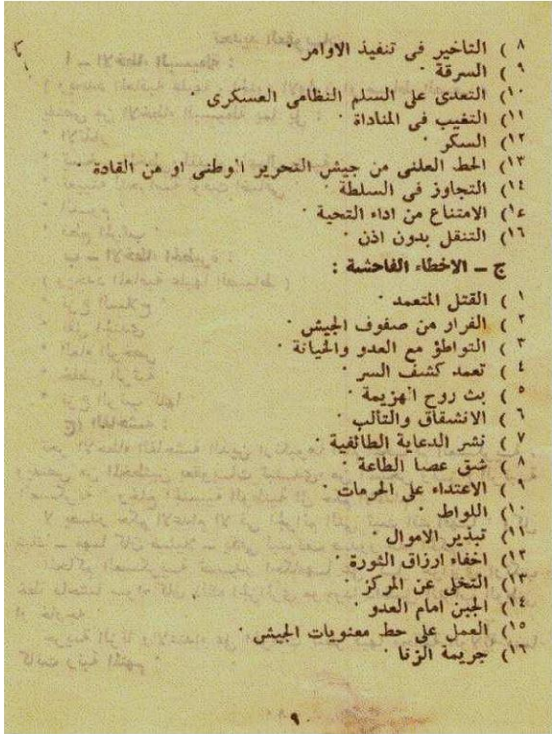 ٨ ) التاخير فى تنفيذ الاوامر ·
٩ ) السرقة ·
١٠) التعدى على السلم النظامى العسكرى ·
١١) التغيب فى المناداة ·
١٢) السكر ·
١٣) الحط العلنى من جيش التحرير الوطنى او من القادة ·
١٤) التجاوز فى السلطة ·
١٤) الامتناع من اداء التحية ·
١٦) التنقل بدون اذن ·
ج – الاخطاء الفاحشة :
١ ) القتل المتعمد ·
٢ ) الفرار من صفوف الجيش ·
٣ ) التواطؤ مع العدو والخيانة ·
٤ ) تعمد كشف السر ·
٥ ) بث روح الهزيمة ·
٦ ) الانشقاق والتآلب ·
٧ ) نشر الدعاية الطائفية ·
٨ ) شق عصا الطاعة ·
٩ ) الاعتداء على الحرمات ·
١٠) اللواط ·
١١) تبذير الاموال ·
١٢) اخفاء ارزاق الثورة ·
١٣) التخلى عن المركز ·
١٤) الجبن امام العدو ·
١٥) العمل على حط معنويات الجيش ·
١٦) جريمة الزنا ·
٩